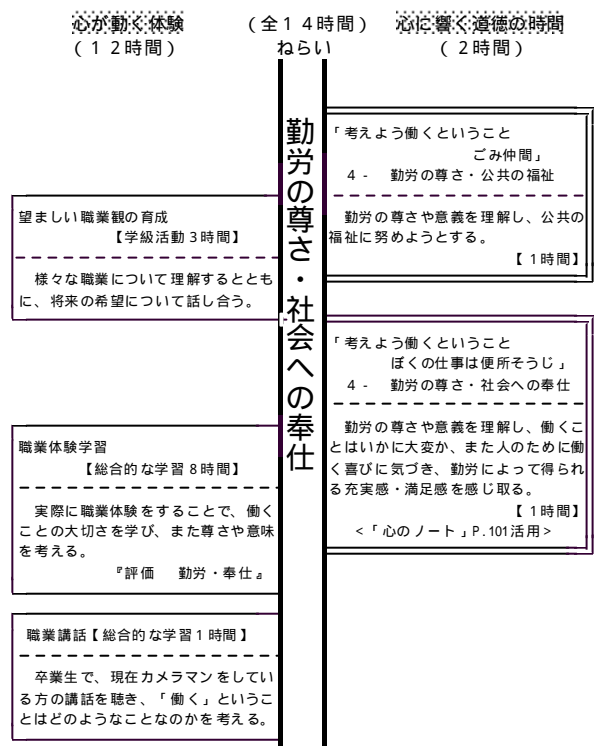 心が動く体験
(１２時間)
(全１４時間)
ねらい
心に響く道徳の時間
(２時間)
勤労の尊さ・社会への奉仕
望ましい職業観の育成
【学級活動３時間】
様々な職業について理解するととも
に、将来の希望について話し合う。
職業体験学習
【総合的な学習８時間】
実際に職業体験をすることで、働く
ことの大切さを学び、また尊さや意味
を考える。
『評価　勤労・奉仕』
職業講話【総合的な学習１時間】
卒業生で、現在カメラマンをしてい
る方の講話を聴き、「働く」というこ
とはどのようなことなのかを考える。
「考えよう働くということ
ごみ仲間」
４-　勤労の尊さ・公共の福祉
勤労の尊さや意義を理解し、公共の
福祉に努めようとする。
【１時間】
「考えよう働くということ
ぼくの仕事は便所そうじ」
４-　勤労の尊さ・社会への奉仕
勤労の尊さや意義を理解し、働くこ
とはいかに大変か、また人のために働
く喜びに気づき、勤労によって得られ
る充実感・満足感を感じ取る。
【１時間】
<「心のノート」P.101活用>